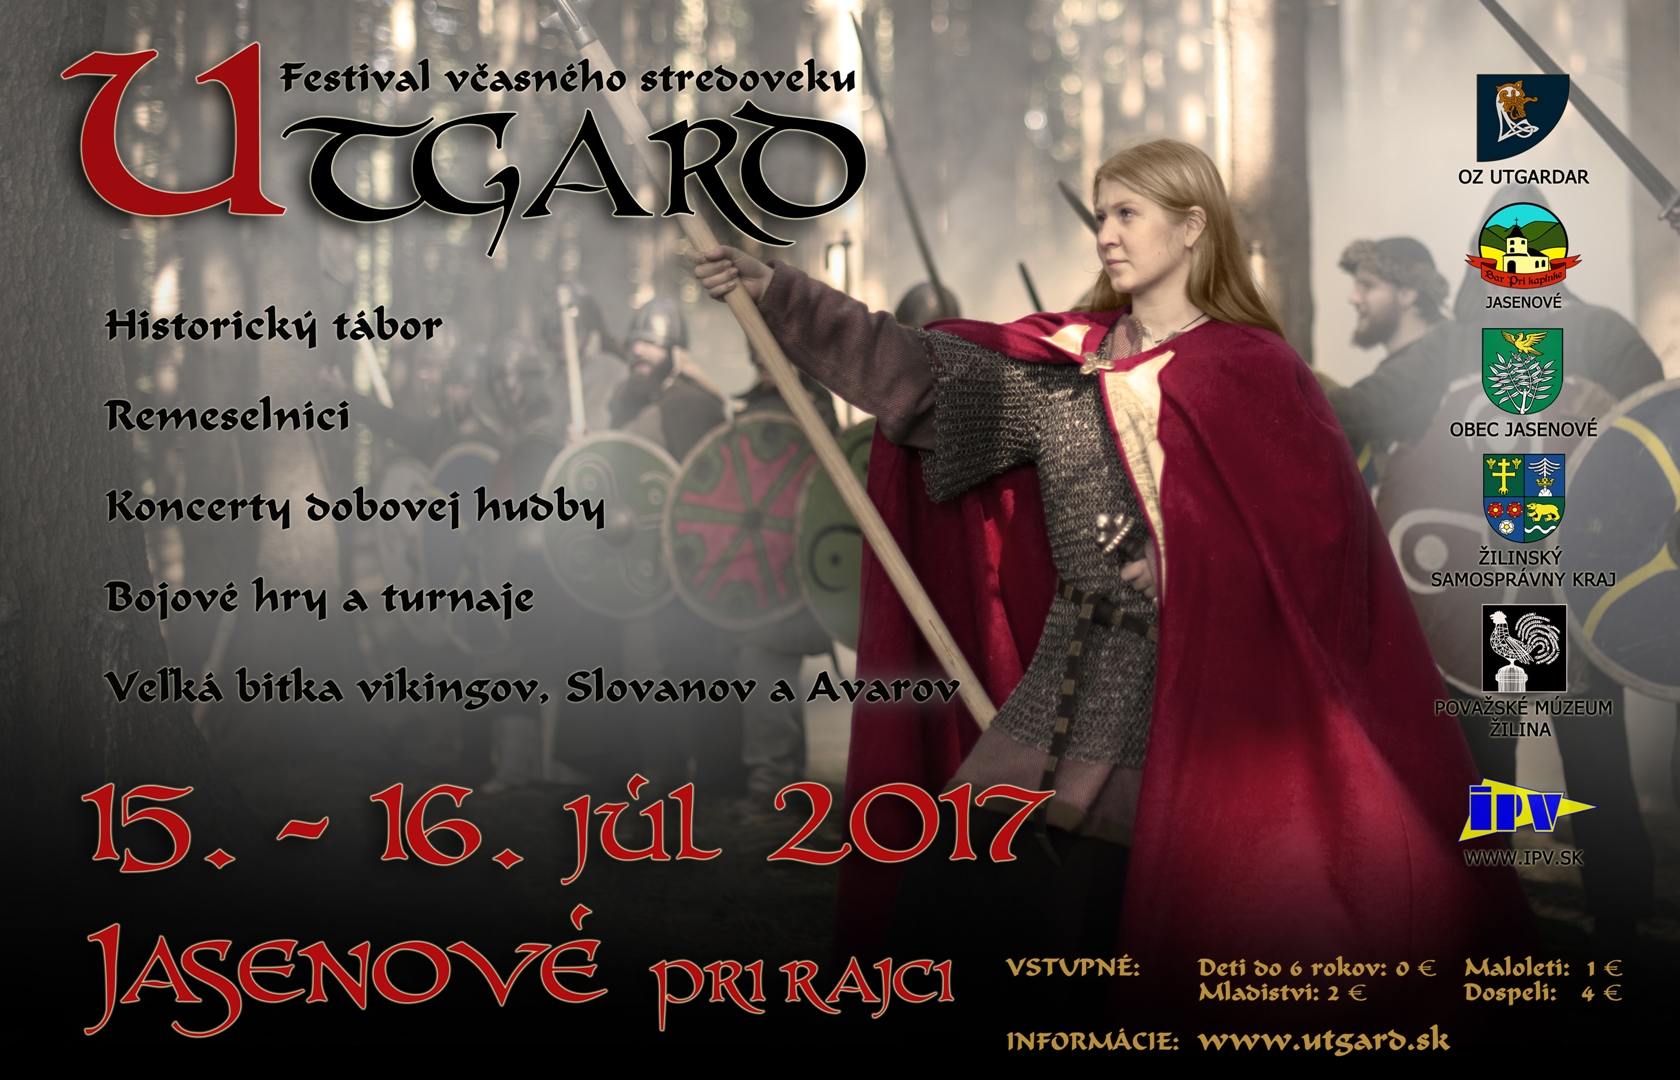 Festival včasného stredoveku
UTGARD
Historický tábor
Remeselníci
Koncerty dobovej hudby
Bojové hry a turnaje
Veľká bitka vikingov, Slovanov a Avarov
15. - 16. júl 2017
JASENOVÉ PRI RAJCI
VSTUPNÉ: Deti do 6 rokov: 0 € Maloletí: 1 €
Mladiství: 2 € Dospelí: 4 €
INFORMÁCIE: www.utgard.sk
OZ UTGARDAR
Bar Pri kaplnke
JASENOVÉ
OBEC JASENOVÉ
ŽILINSKÝ
SAMOSPRÁVNY KRAJ
POVAŽSKÉ MÚZEUM
ŽILINA
IPV
WWW.IPV.SK